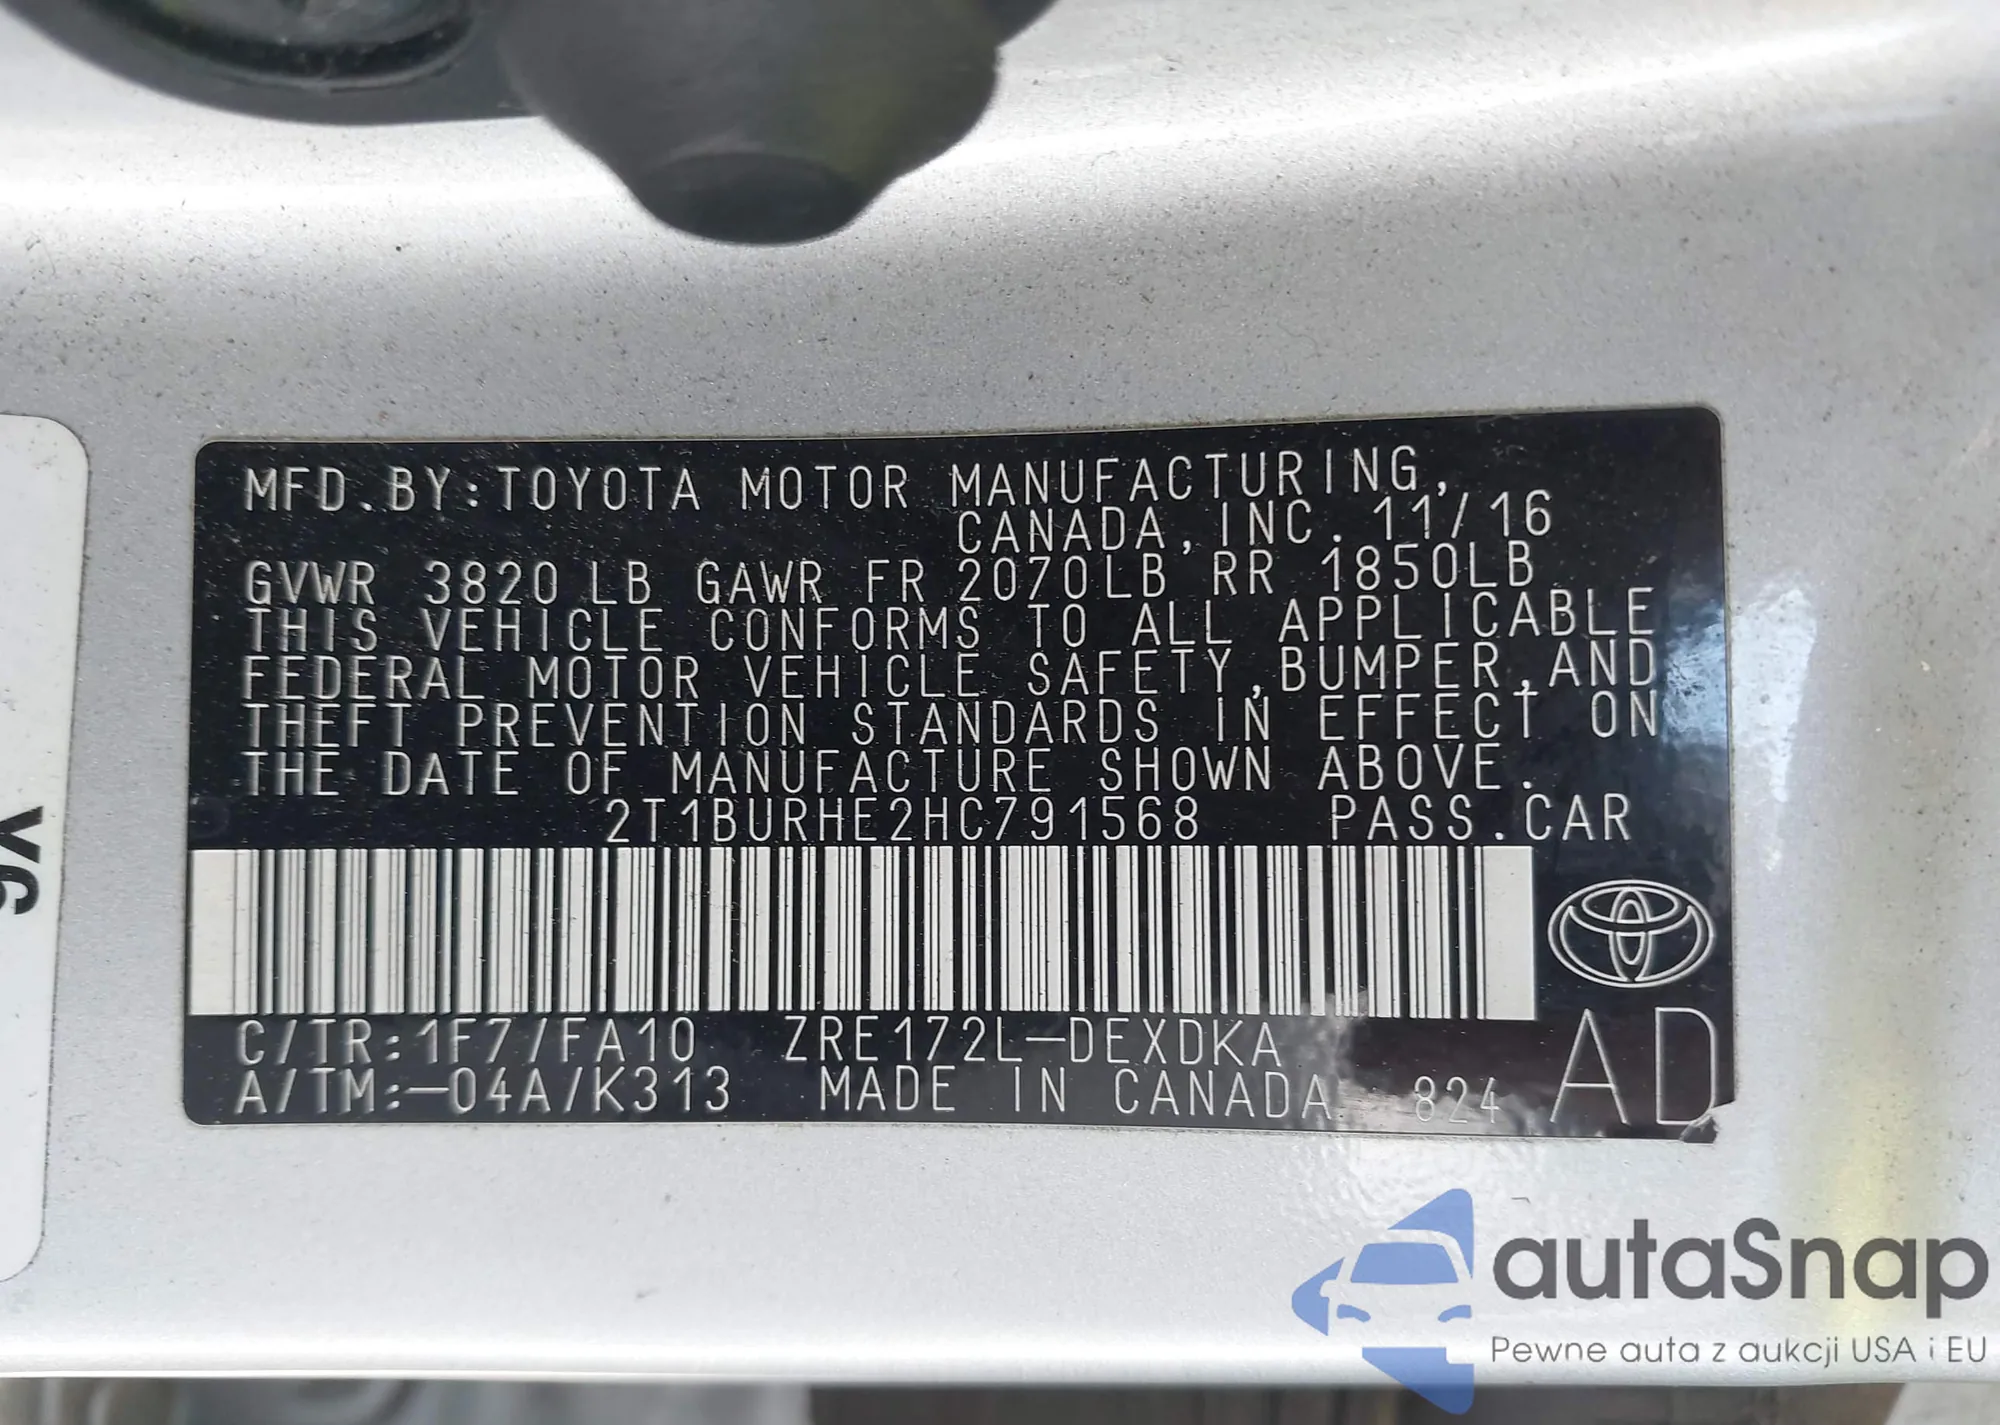 MFD.BY:TOYOTA MOTOR MANUFACTURING,
CANADA,INC. 11/16
GVWR 3820 LB GAWR FR 2070LB RR 1850LB
THIS VEHICLE CONFORMS TO ALL APPLICABLE
FEDERAL MOTOR VEHICLE SAFETY,BUMPER,AND
THEFT PREVENTION STANDARDS IN EFFECT ON
THE DATE OF MANUFACTURE SHOWN ABOVE.
2T1BURHE2HC791568 PASS.CAR
C/TR:1F7/FA10 ZRE172L-DEXDKA
A/TM:-04A/K313 MADE IN CANADA 824
AD
autaSnap
Pewne auta z aukcji USA i EU